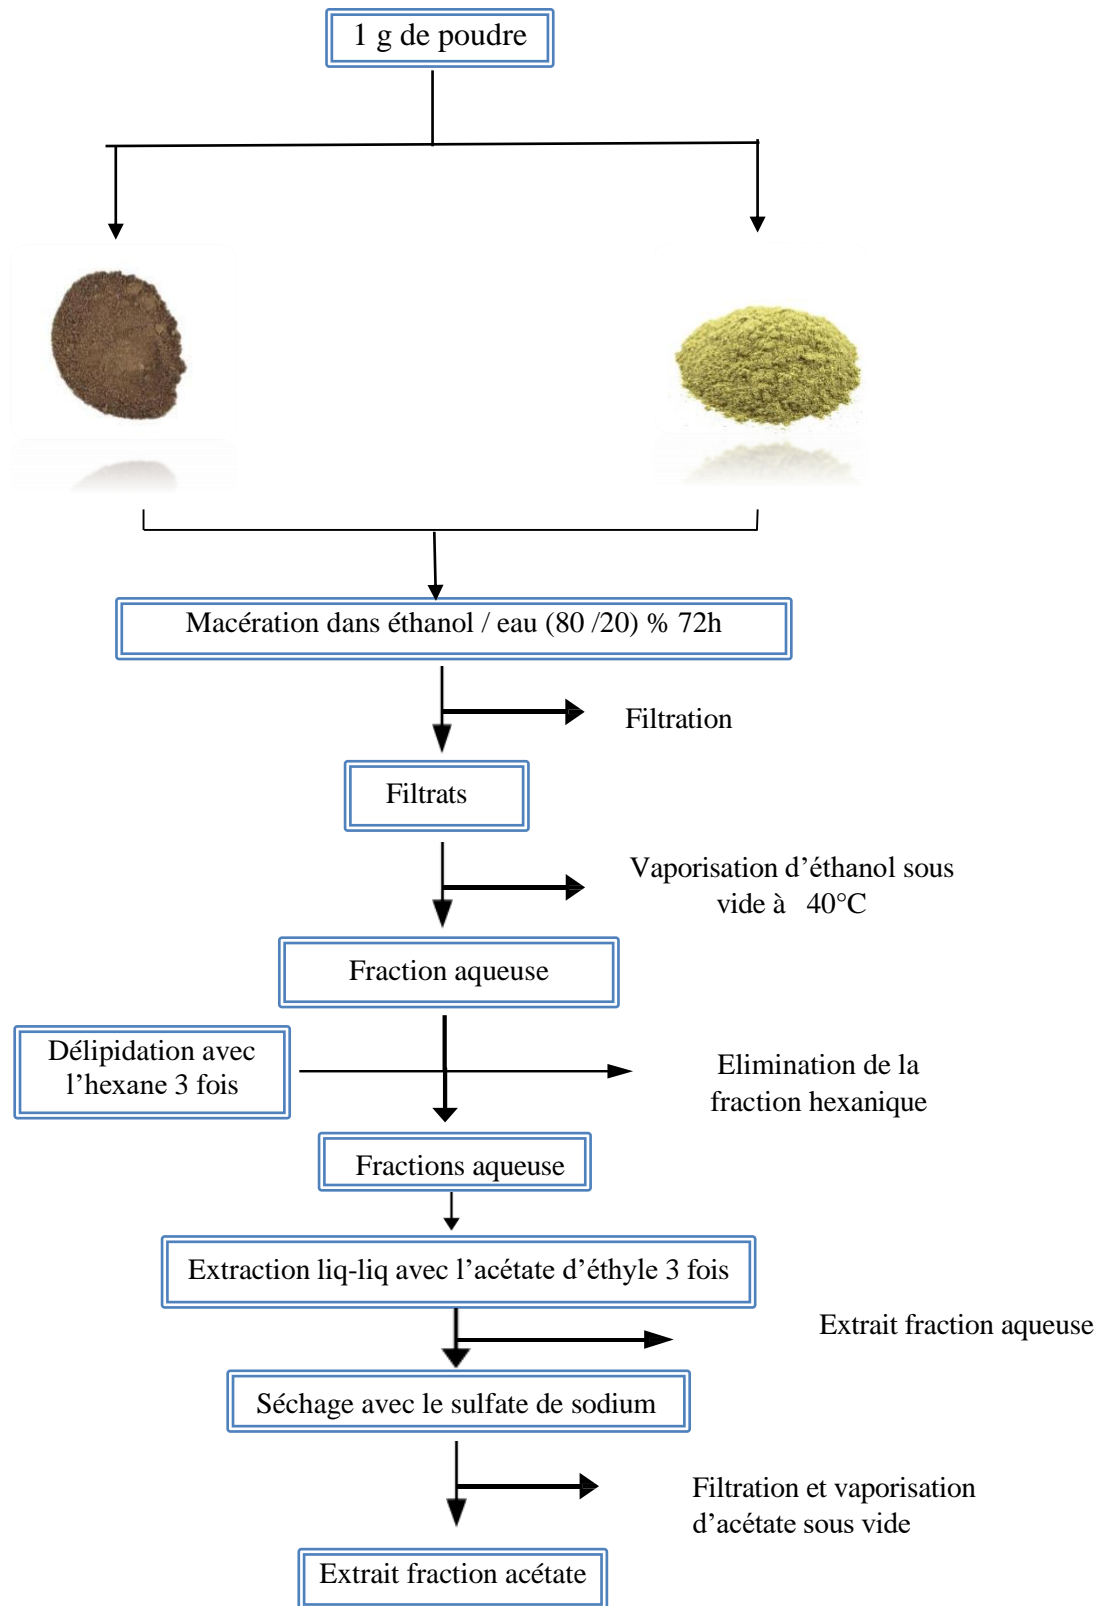 1 g de poudre
Macération dans éthanol / eau (80 /20) % 72h
Filtration
Filtrats
Vaporisation d’éthanol sous
vide à 40°C
Fraction aqueuse
Délipidation avec
l’hexane 3 fois
Elimination de la
fraction hexanique
Fractions aqueuse
Extraction liq-liq avec l’acétate d’éthyle 3 fois
Extrait fraction aqueuse
Séchage avec le sulfate de sodium
Filtration et vaporisation
d’acétate sous vide
Extrait fraction acétate